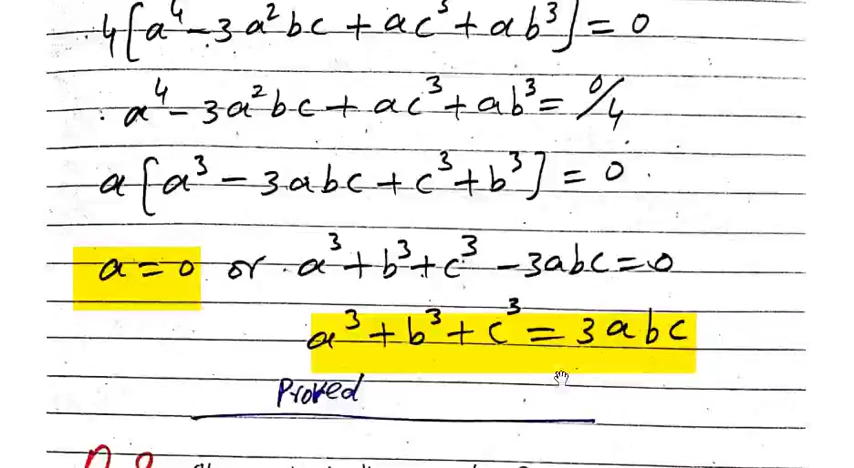 4[a⁴ - 3a²bc + ac³ + ab³] = 0
a⁴ - 3a²bc + ac³ + ab³ = 0/4
a[a³ - 3abc + c³ + b³] = 0
a = 0 or a³ + b³ + c³ - 3abc = 0
a³ + b³ + c³ = 3abc
Proved